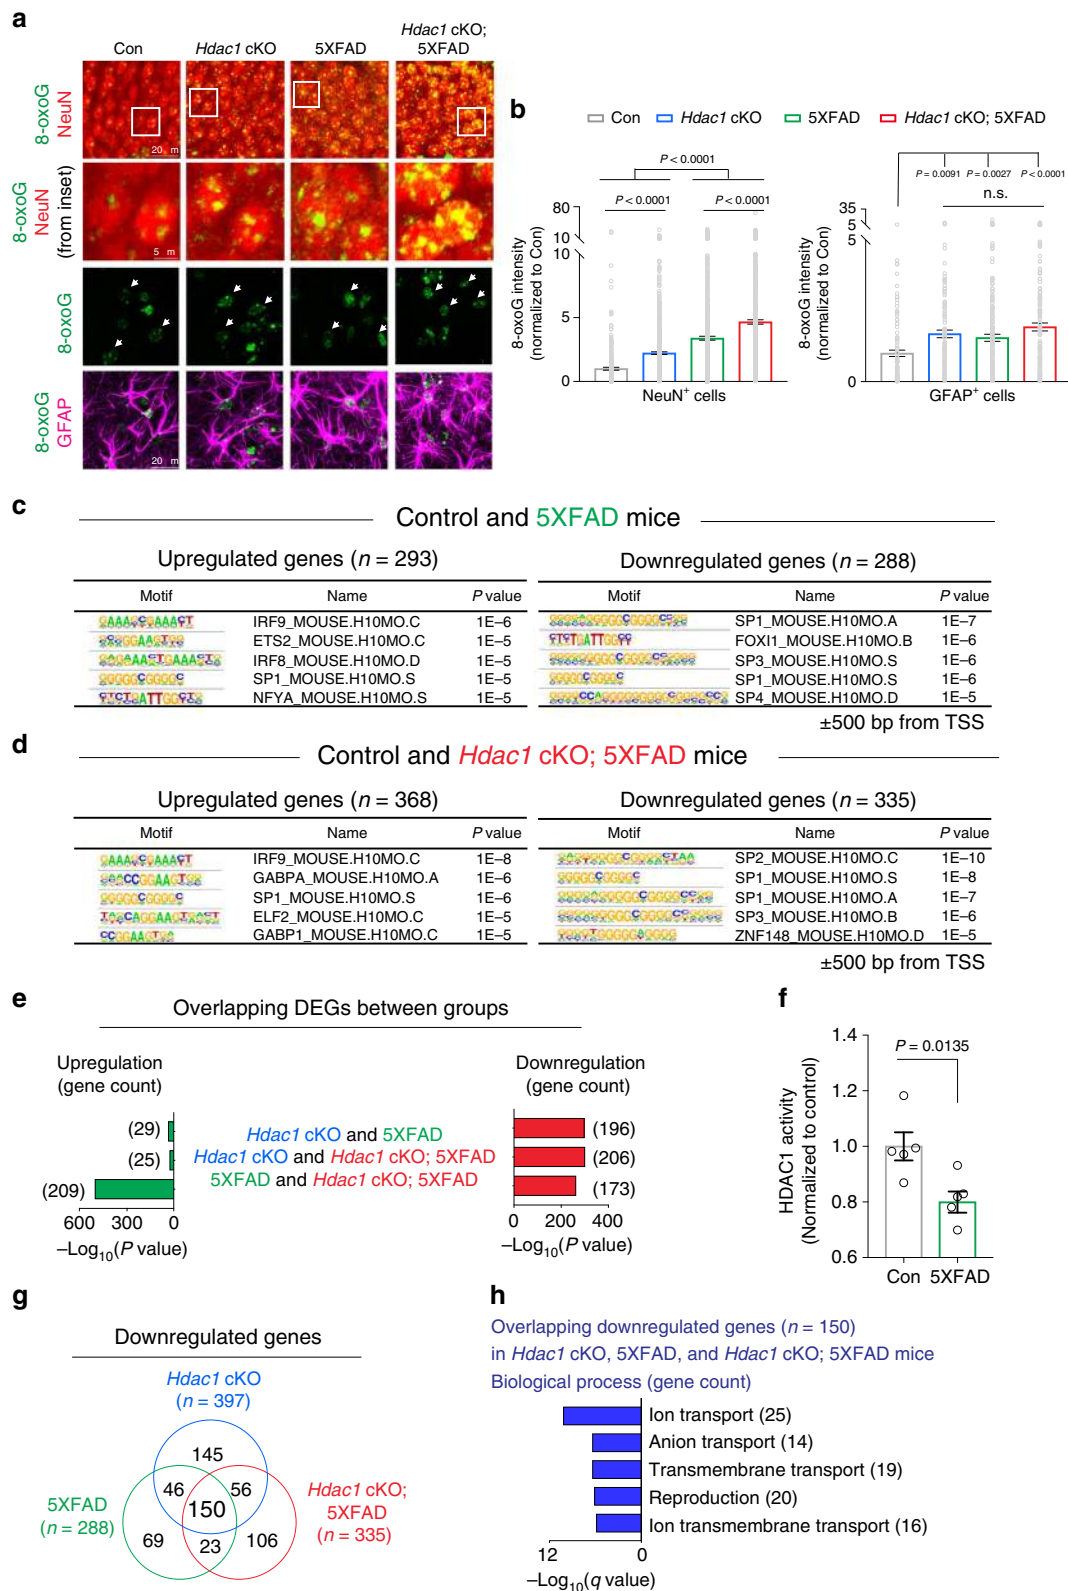 a
Con
Hdac1 cKO
5XFAD
Hdac1 cKO;
5XFAD
8-oxoG
NeuN
20 m
8-oxoG
NeuN
(from inset)
5 m
8-oxoG
8-oxoG
GFAP
20 m
b
Con
Hdac1 cKO
5XFAD
Hdac1 cKO; 5XFAD
P < 0.0001
P < 0.0001
P < 0.0001
80
10
10
5
0
8-oxoG intensity
(normalized to Con)
NeuN+ cells
P = 0.0091
P = 0.0027
P < 0.0001
n.s.
35
5
5
0
8-oxoG intensity
(normalized to Con)
GFAP+ cells
c
Control and 5XFAD mice
Upregulated genes (n = 293)
Motif Name P value
IRF9_MOUSE.H10MO.C 1E–6
ETS2_MOUSE.H10MO.C 1E–5
IRF8_MOUSE.H10MO.D 1E–5
SP1_MOUSE.H10MO.S 1E–5
NFYA_MOUSE.H10MO.S 1E–5
Downregulated genes (n = 288)
Motif Name P value
SP1_MOUSE.H10MO.A 1E–7
FOXI1_MOUSE.H10MO.B 1E–6
SP3_MOUSE.H10MO.S 1E–6
SP1_MOUSE.H10MO.S 1E–6
SP4_MOUSE.H10MO.D 1E–5
±500 bp from TSS
d
Control and Hdac1 cKO; 5XFAD mice
Upregulated genes (n = 368)
Motif Name P value
IRF9_MOUSE.H10MO.C 1E–8
GABPA_MOUSE.H10MO.A 1E–6
SP1_MOUSE.H10MO.S 1E–6
ELF2_MOUSE.H10MO.C 1E–5
GABP1_MOUSE.H10MO.C 1E–5
Downregulated genes (n = 335)
Motif Name P value
SP2_MOUSE.H10MO.C 1E–10
SP1_MOUSE.H10MO.S 1E–8
SP1_MOUSE.H10MO.A 1E–7
SP3_MOUSE.H10MO.B 1E–6
ZNF148_MOUSE.H10MO.D 1E–5
±500 bp from TSS
e
Overlapping DEGs between groups
Upregulation
(gene count)
Downregulation
(gene count)
(29) Hdac1 cKO and 5XFAD (196)
(25) Hdac1 cKO and Hdac1 cKO; 5XFAD (206)
(209) 5XFAD and Hdac1 cKO; 5XFAD (173)
600 300 0
–Log10(P value)
0 200 400
–Log10(P value)
f
P = 0.0135
1.4
1.2
1.0
0.8
0.6
HDAC1 activity
(Normalized to control)
Con 5XFAD
g
Downregulated genes
Hdac1 cKO
(n = 397)
145
46
56
150
5XFAD
(n = 288)
Hdac1 cKO;
5XFAD
(n = 335)
69
23
106
h
Overlapping downregulated genes (n = 150)
in Hdac1 cKO, 5XFAD, and Hdac1 cKO; 5XFAD mice
Biological process (gene count)
Ion transport (25)
Anion transport (14)
Transmembrane transport (19)
Reproduction (20)
Ion transmembrane transport (16)
12 0
–Log10(q value)